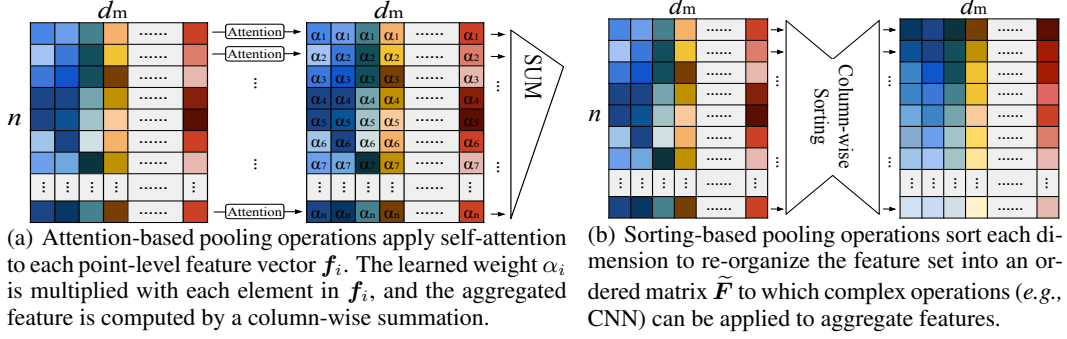 dm
dm
dm
dm
n
n
······
Attention
α1 α1 α1 α1 ······ α1
······
Attention
α2 α2 α2 α2 ······ α2
······
α3 α3 α3 α3 ······ α3
······
α4 α4 α4 α4 ······ α4
······
α5 α5 α5 α5 ······ α5
······
α6 α6 α6 α6 ······ α6
······
α7 α7 α7 α7 ······ α7
······
Attention
αn αn αn αn ······ αn
SUM
Column-wise
Sorting
(a) Attention-based pooling operations apply self-attention
to each point-level feature vector fi. The learned weight αi
is multiplied with each element in fi, and the aggregated
feature is computed by a column-wise summation.
(b) Sorting-based pooling operations sort each di-
mension to re-organize the feature set into an or-
dered matrix F̃ to which complex operations (e.g.,
CNN) can be applied to aggregate features.